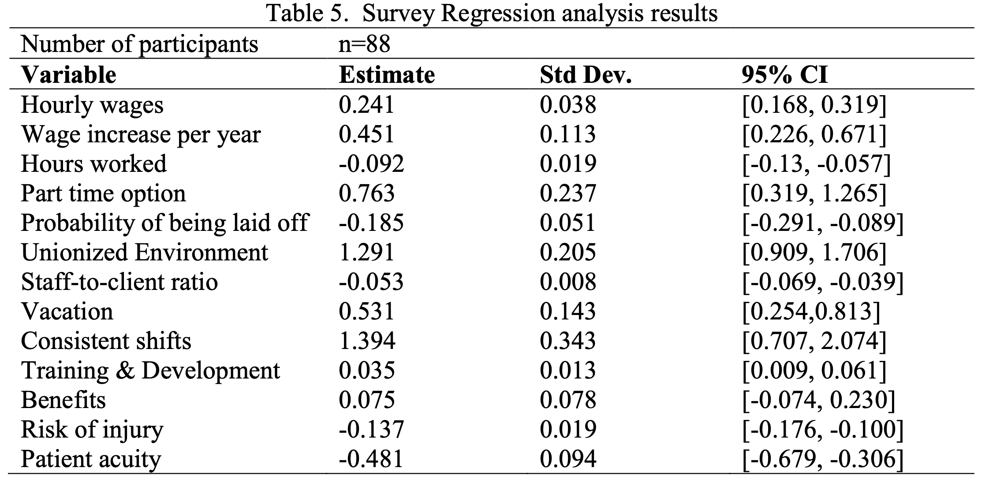 Table 5.  Survey Regression analysis results
Number of participants n=88
Variable Estimate Std Dev. 95% CI
Hourly wages 0.241 0.038 [0.168, 0.319]
Wage increase per year 0.451 0.113 [0.226, 0.671]
Hours worked -0.092 0.019 [-0.13, -0.057]
Part time option 0.763 0.237 [0.319, 1.265]
Probability of being laid off -0.185 0.051 [-0.291, -0.089]
Unionized Environment 1.291 0.205 [0.909, 1.706]
Staff-to-client ratio -0.053 0.008 [-0.069, -0.039]
Vacation 0.531 0.143 [0.254,0.813]
Consistent shifts 1.394 0.343 [0.707, 2.074]
Training & Development 0.035 0.013 [0.009, 0.061]
Benefits 0.075 0.078 [-0.074, 0.230]
Risk of injury -0.137 0.019 [-0.176, -0.100]
Patient acuity -0.481 0.094 [-0.679, -0.306]